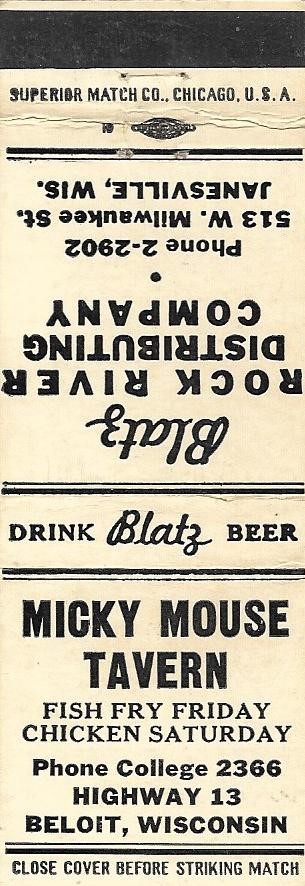 SUPERIOR MATCH CO., CHICAGO, U.S.A.
Blatz
ROCK RIVER
DISTRIBUTING
COMPANY
•
Phone 2-2902
513 W. Milwaukee St.
JANESVILLE, WIS.
DRINK Blatz BEER
MICKY MOUSE
TAVERN
FISH FRY FRIDAY
CHICKEN SATURDAY
Phone College 2366
HIGHWAY 13
BELOIT, WISCONSIN
CLOSE COVER BEFORE STRIKING MATCH